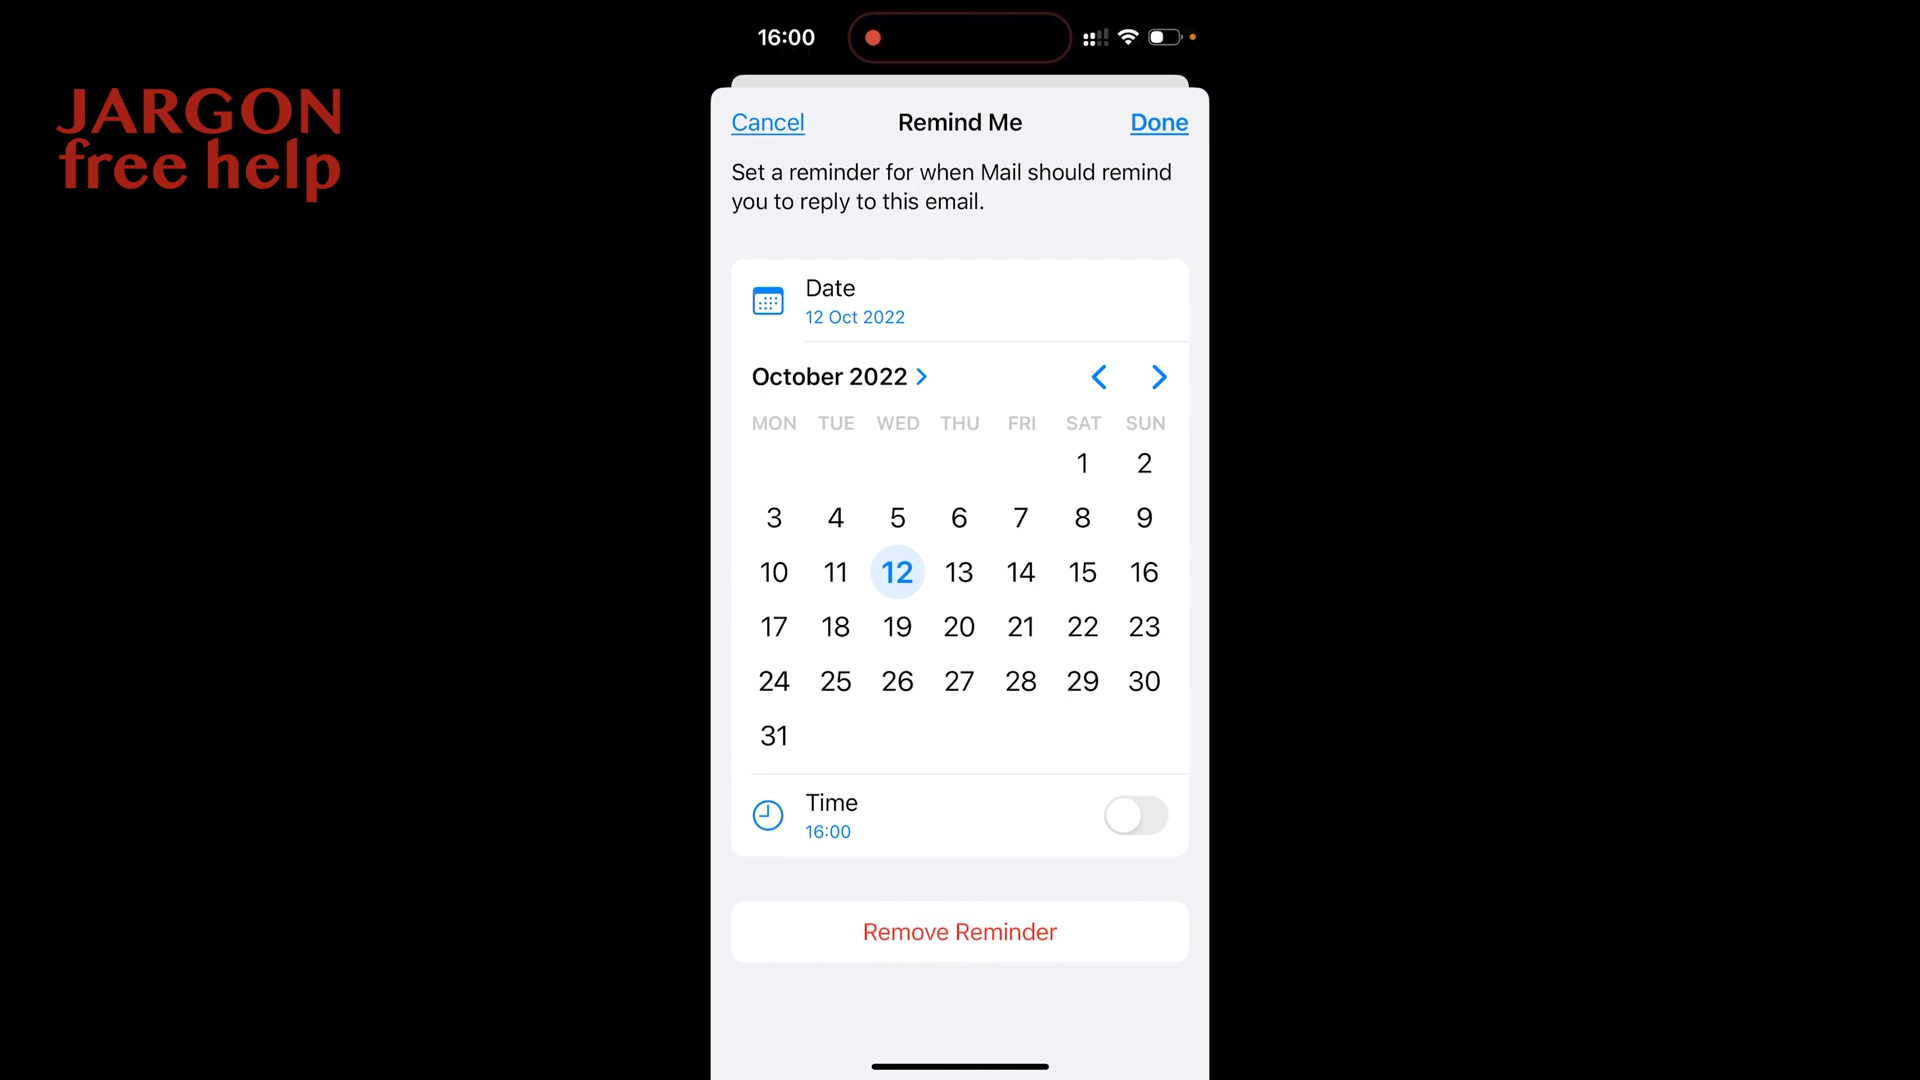 16:00
JARGON
free help
Cancel
Remind Me
Done
Set a reminder for when Mail should remind
you to reply to this email.
Date
12 Oct 2022
October 2022
MON TUE WED THU FRI SAT SUN
1 2
3 4 5 6 7 8 9
10 11 12 13 14 15 16
17 18 19 20 21 22 23
24 25 26 27 28 29 30
31
Time
16:00
Remove Reminder